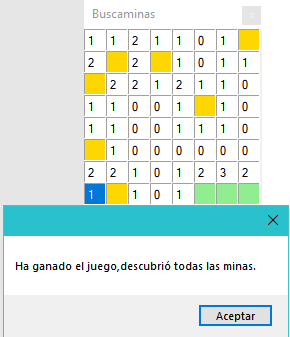 Buscaminas
x
1 1 2 1 1 0 1
2 2 1 0 1 1
2 2 1 2 1 1 0
1 1 0 0 1 1 0
1 1 0 0 1 1 1 0
1 0 0 0 0 0 0
2 2 1 0 1 2 3 2
1 1 0 1
Ha ganado el juego,descubrió todas las minas.
Aceptar